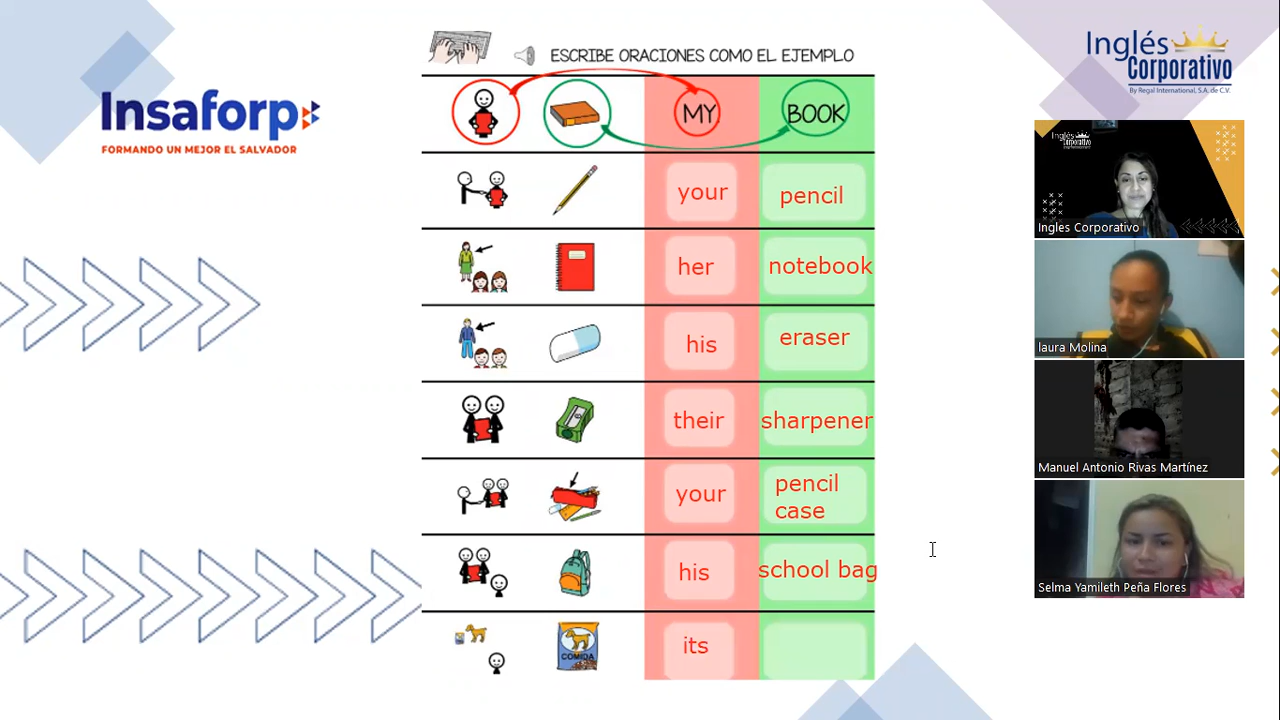 ESCRIBE ORACIONES COMO EL EJEMPLO
Insaforp
FORMANDO UN MEJOR EL SALVADOR
Inglés
Corporativo
By Regal International, S.A. de C.V.
MY BOOK
your pencil
her notebook
his eraser
their sharpener
your pencil
case
his school bag
its
COMIDA
Inglés
Corporativo
Ingles Corporativo
laura Molina
Manuel Antonio Rivas Martínez
Selma Yamileth Peña Flores